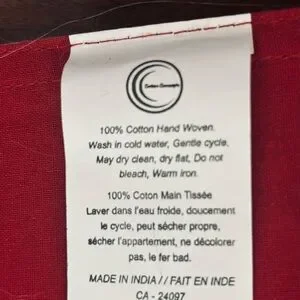 Cotton Concepts
100% Cotton Hand Woven.
Wash in cold water, Gentle cycle,
May dry clean, dry flat, Do not
bleach, Warm iron.
100% Coton Main Tissée
Laver dans l'eau froide, doucement
le cycle, peut sécher propre,
sécher l'appartement, ne décolorer
pas, le fer bad.
MADE IN INDIA // FAIT EN INDE
CA - 24097